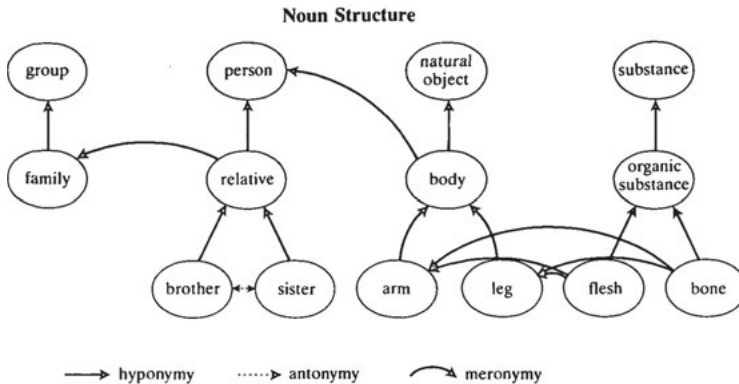 Noun Structure
group
person
natural
object
substance
family
relative
body
organic
substance
brother
sister
arm
leg
flesh
bone
hyponymy
antonymy
meronymy